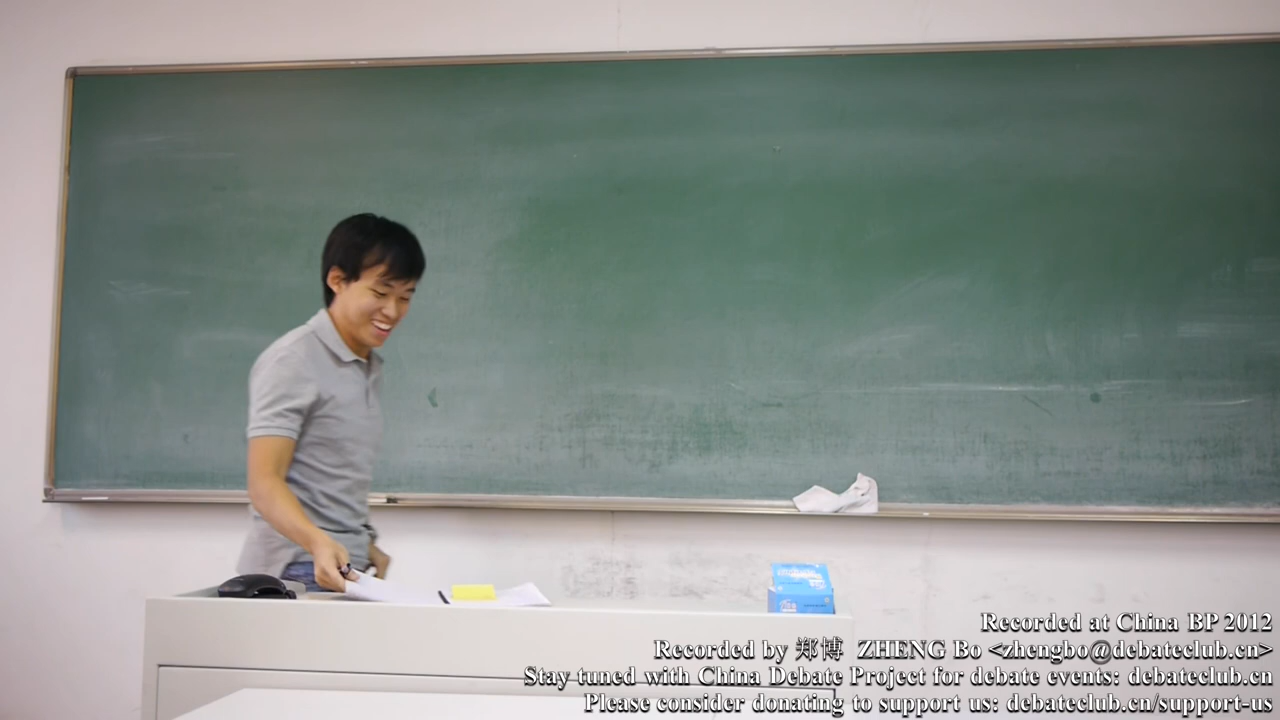 Recorded at China BP 2012
Recorded by 郑博 ZHENG Bo <zhengbo@debateclub.cn>
Stay tuned with China Debate Project for debate events: debateclub.cn
Please consider donating to support us: debateclub.cn/support-us